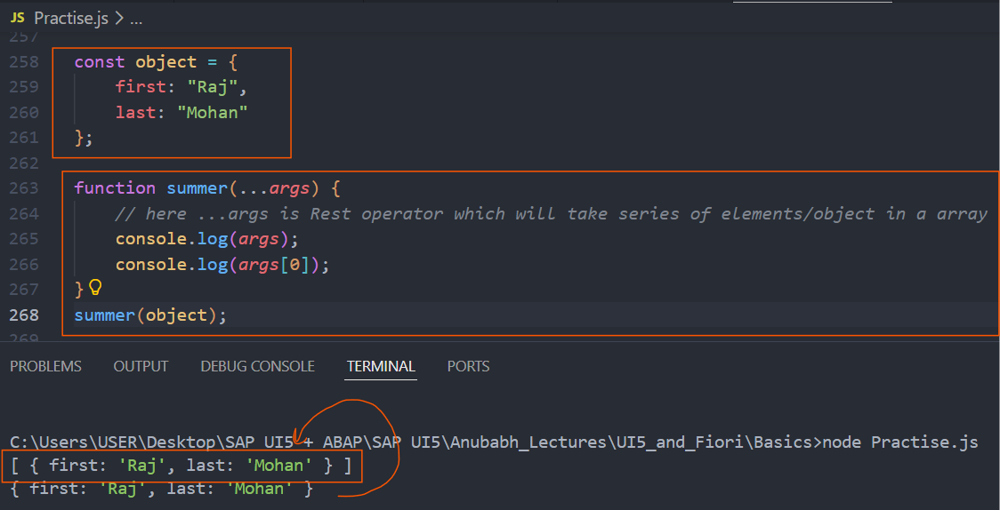 JS Practise.js > ...
257
258 const object = {
259 first: "Raj",
260 last: "Mohan"
261 };
262
263 function summer(...args) {
264 // here ...args is Rest operator which will take series of elements/object in a array
265 console.log(args);
266 console.log(args[0]);
267 }
268 summer(object);
269
PROBLEMS OUTPUT DEBUG CONSOLE TERMINAL PORTS
C:\Users\USER\Desktop\SAP UI5 + ABAP\SAP UI5\Anubabh_Lectures\UI5_and_Fiori\Basics>node Practise.js
[ { first: 'Raj', last: 'Mohan' } ]
{ first: 'Raj', last: 'Mohan' }